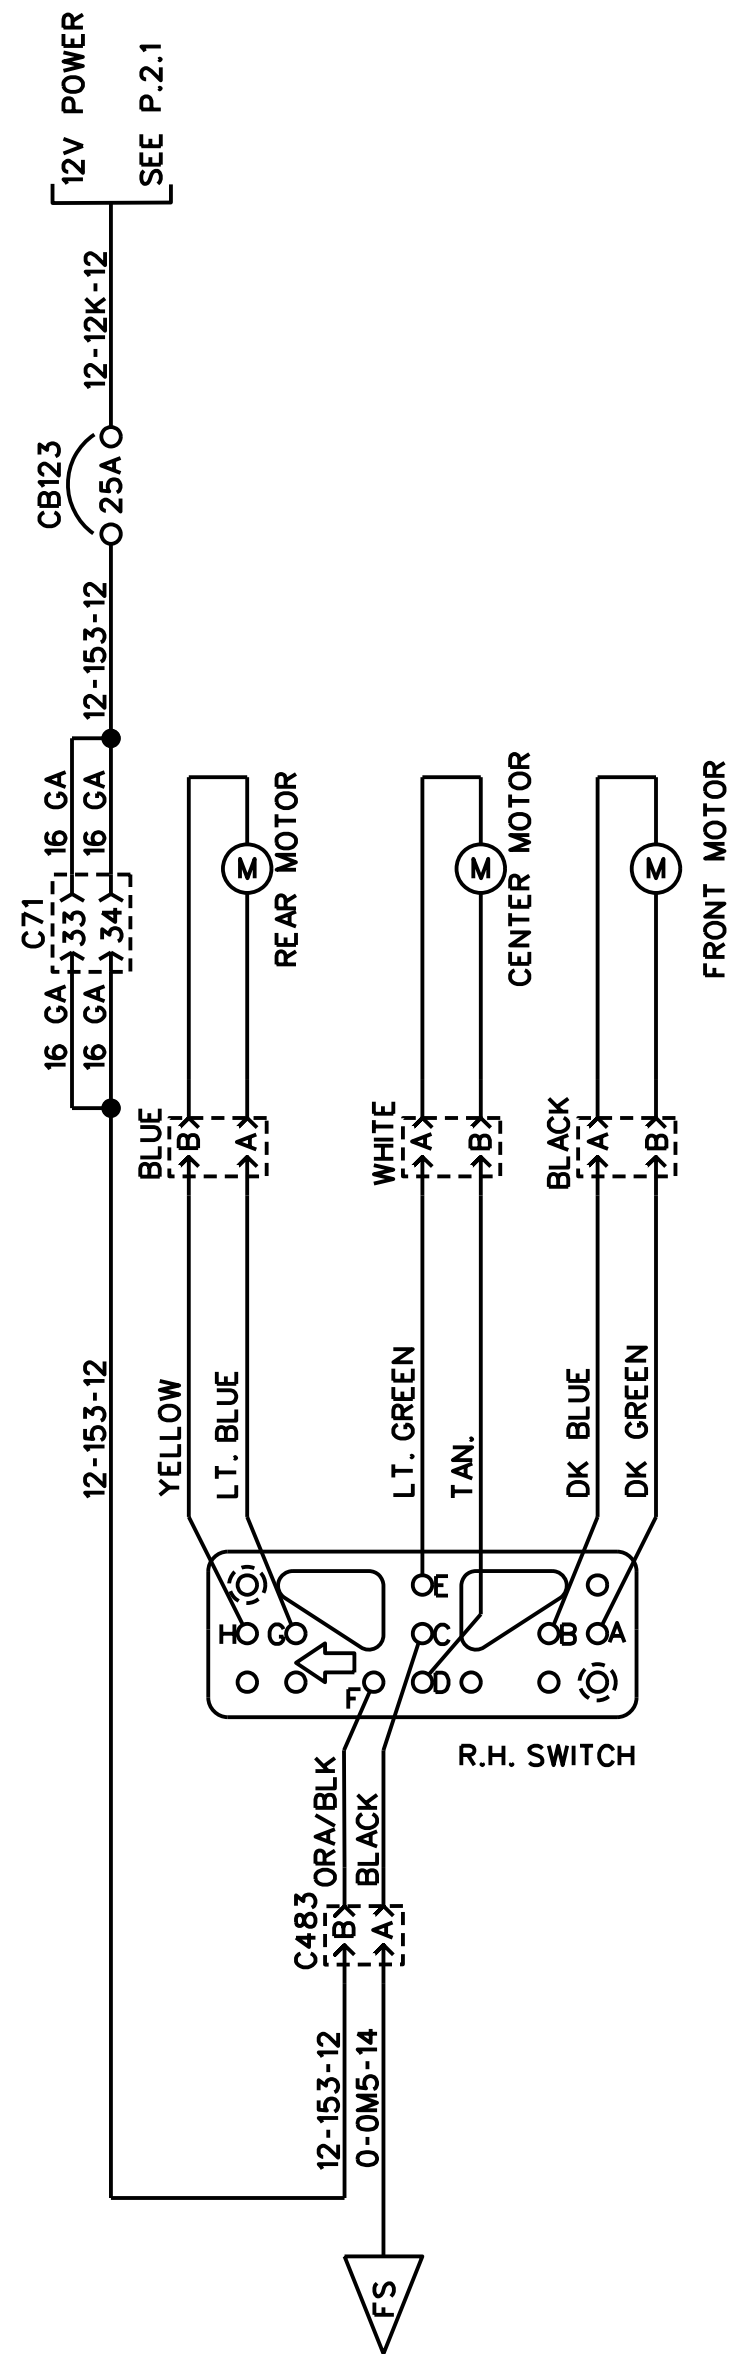 12V POWER
SEE P.2.1
12-12K-12
CB123
25A
12-153-12
16 GA
16 GA
C71
33
34
16 GA
16 GA
REAR MOTOR
M
CENTER MOTOR
M
FRONT MOTOR
M
BLUE
B
A
WHITE
A
B
BLACK
A
B
12-153-12
YELLOW
LT. BLUE
LT. GREEN
TAN.
DK BLUE
DK GREEN
E
H
G
C
B
A
F
D
R.H. SWITCH
ORA/BLK
BLACK
C483
B
A
12-153-12
0-0M5-14
FS